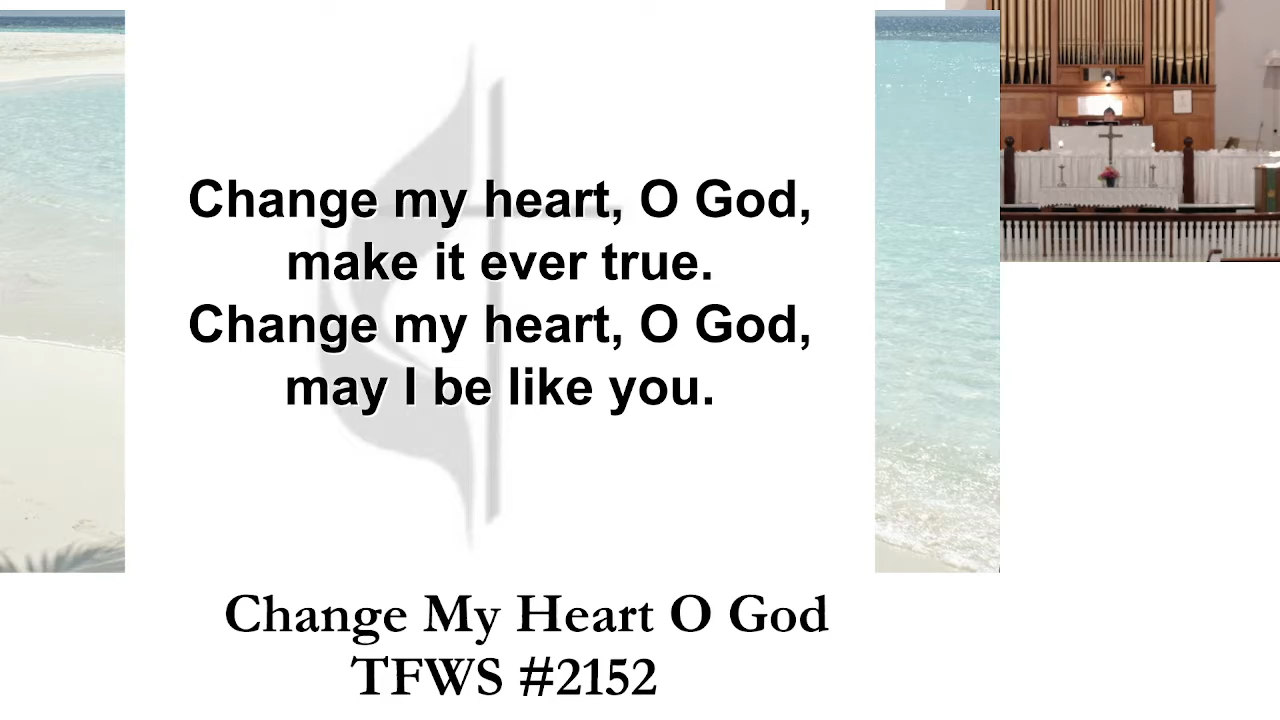 Change my heart, O God,
make it ever true.
Change my heart, O God,
may I be like you.
Change My Heart O God
TFWS #2152